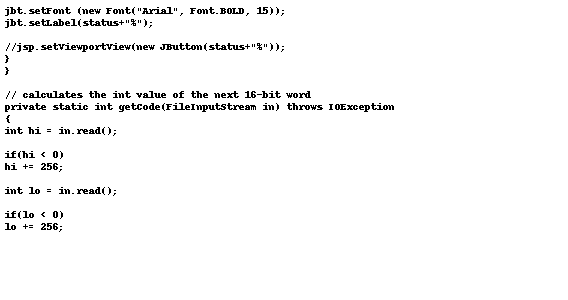 jbt.setFont (new Font("Arial", Font.BOLD, 15));
jbt.setLabel(status+"%");
//jsp.setViewportView(new JButton(status+"%"));
}
}
// calculates the int value of the next 16-bit word
private static int getCode(FileInputStream in) throws IOException
{
int hi = in.read();
if(hi < 0)
hi += 256;
int lo = in.read();
if(lo < 0)
lo += 256;